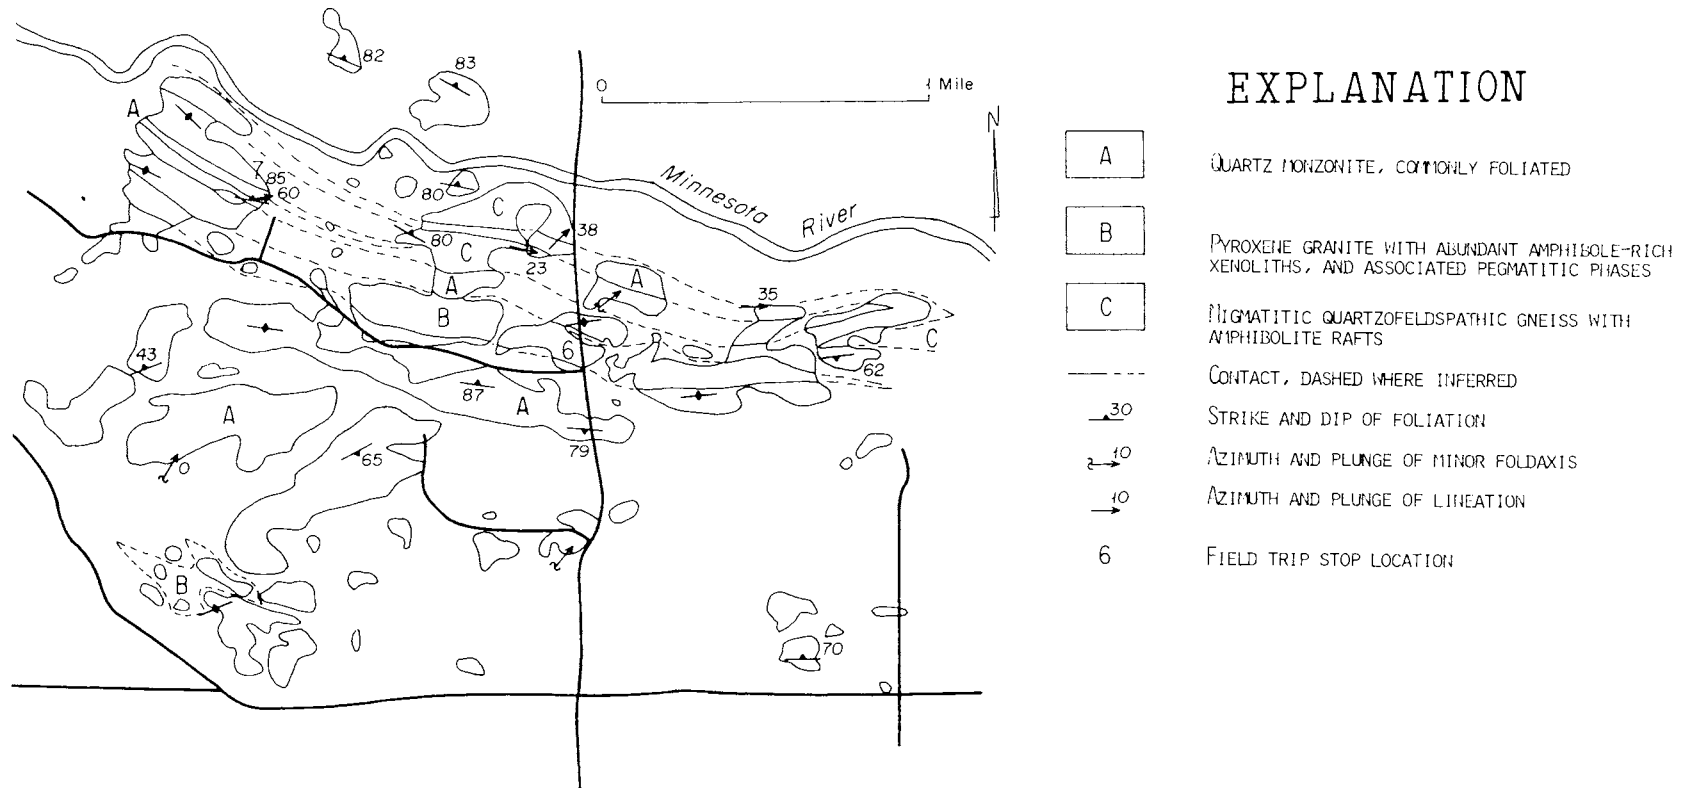 82
83
0 1 Mile
N
A
7
85
60
80
C
Minnesota
River
80
C
38
23
A
A
35
B
C
6
62
43
87
A
A
79
65
0
B
70
EXPLANATION
A QUARTZ MONZONITE, COMMONLY FOLIATED
B PYROXENE GRANITE WITH ABUNDANT AMPHIBOLE-RICH
XENOLITHS, AND ASSOCIATED PEGMATITIC PHASES
C MIGMATITIC QUARTZOFELDSPATHIC GNEISS WITH
AMPHIBOLITE RAFTS
CONTACT, DASHED WHERE INFERRED
30 STRIKE AND DIP OF FOLIATION
10 AZIMUTH AND PLUNGE OF MINOR FOLDAXIS
10 AZIMUTH AND PLUNGE OF LINEATION
6 FIELD TRIP STOP LOCATION